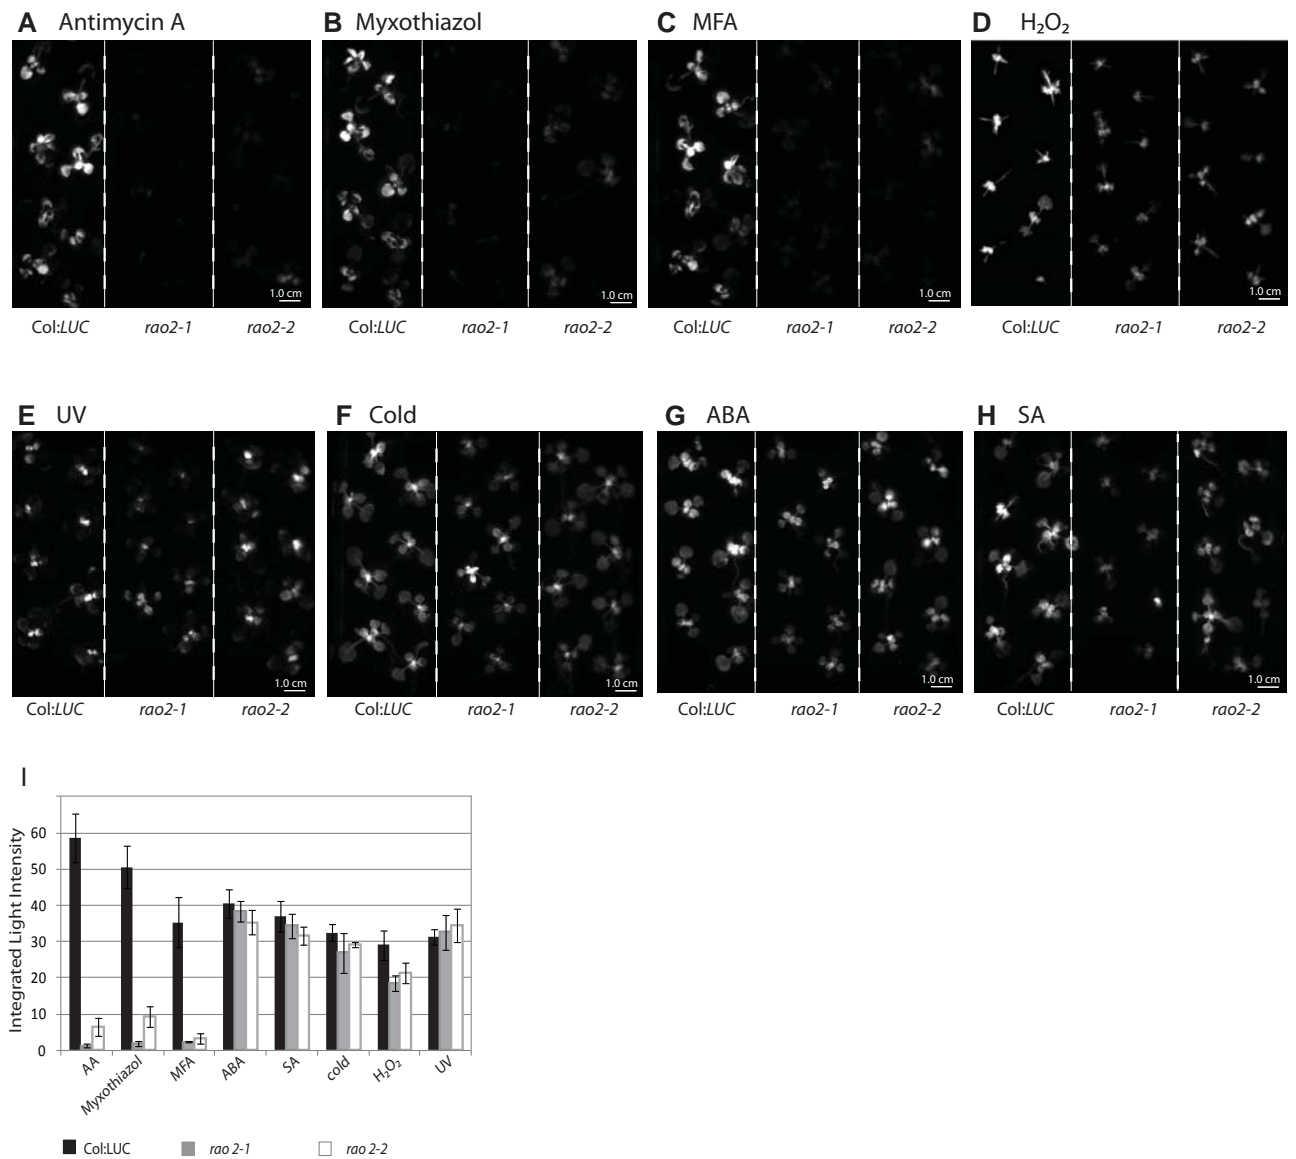 A Antimycin A
B Myxothiazol
C MFA
D H₂O₂
1.0 cm
1.0 cm
1.0 cm
1.0 cm
Col:LUC rao2-1 rao2-2
Col:LUC rao2-1 rao2-2
Col:LUC rao2-1 rao2-2
Col:LUC rao2-1 rao2-2
E UV
F Cold
G ABA
H SA
1.0 cm
1.0 cm
1.0 cm
1.0 cm
Col:LUC rao2-1 rao2-2
Col:LUC rao2-1 rao2-2
Col:LUC rao2-1 rao2-2
Col:LUC rao2-1 rao2-2
I
Integrated Light Intensity
60
50
40
30
20
10
0
AA
Myxothiazol
MFA
ABA
SA
cold
H₂O₂
UV
Col:LUC rao 2-1 rao 2-2